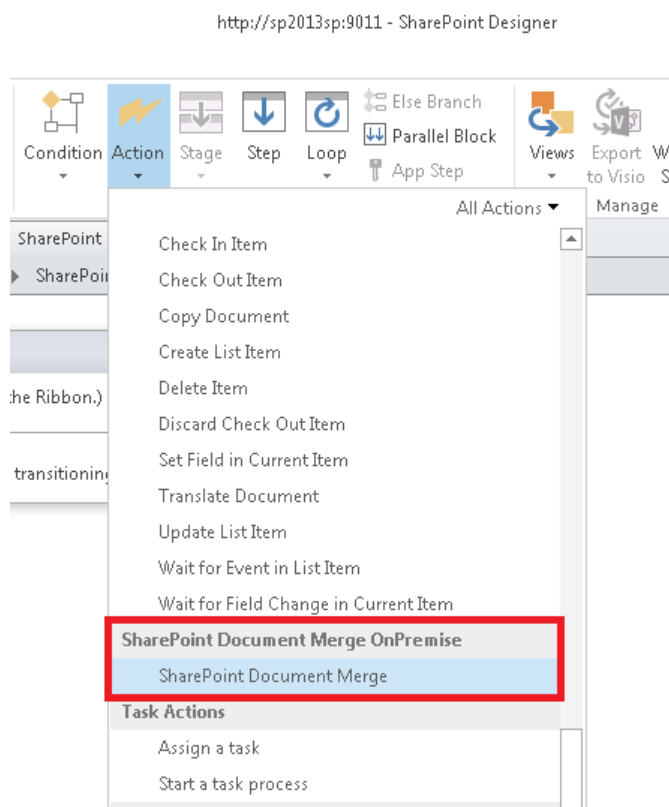 http://sp2013sp:9011 - SharePoint Designer
Condition Action Stage Step Loop
Else Branch
Parallel Block
App Step
Views Export W
to Visio S
Manage
All Actions
SharePoint
SharePoi
Check In Item
Check Out Item
Copy Document
Create List Item
Delete Item
the Ribbon.)
Discard Check Out Item
Set Field in Current Item
transitioning
Translate Document
Update List Item
Wait for Event in List Item
Wait for Field Change in Current Item
SharePoint Document Merge OnPremise
SharePoint Document Merge
Task Actions
Assign a task
Start a task process